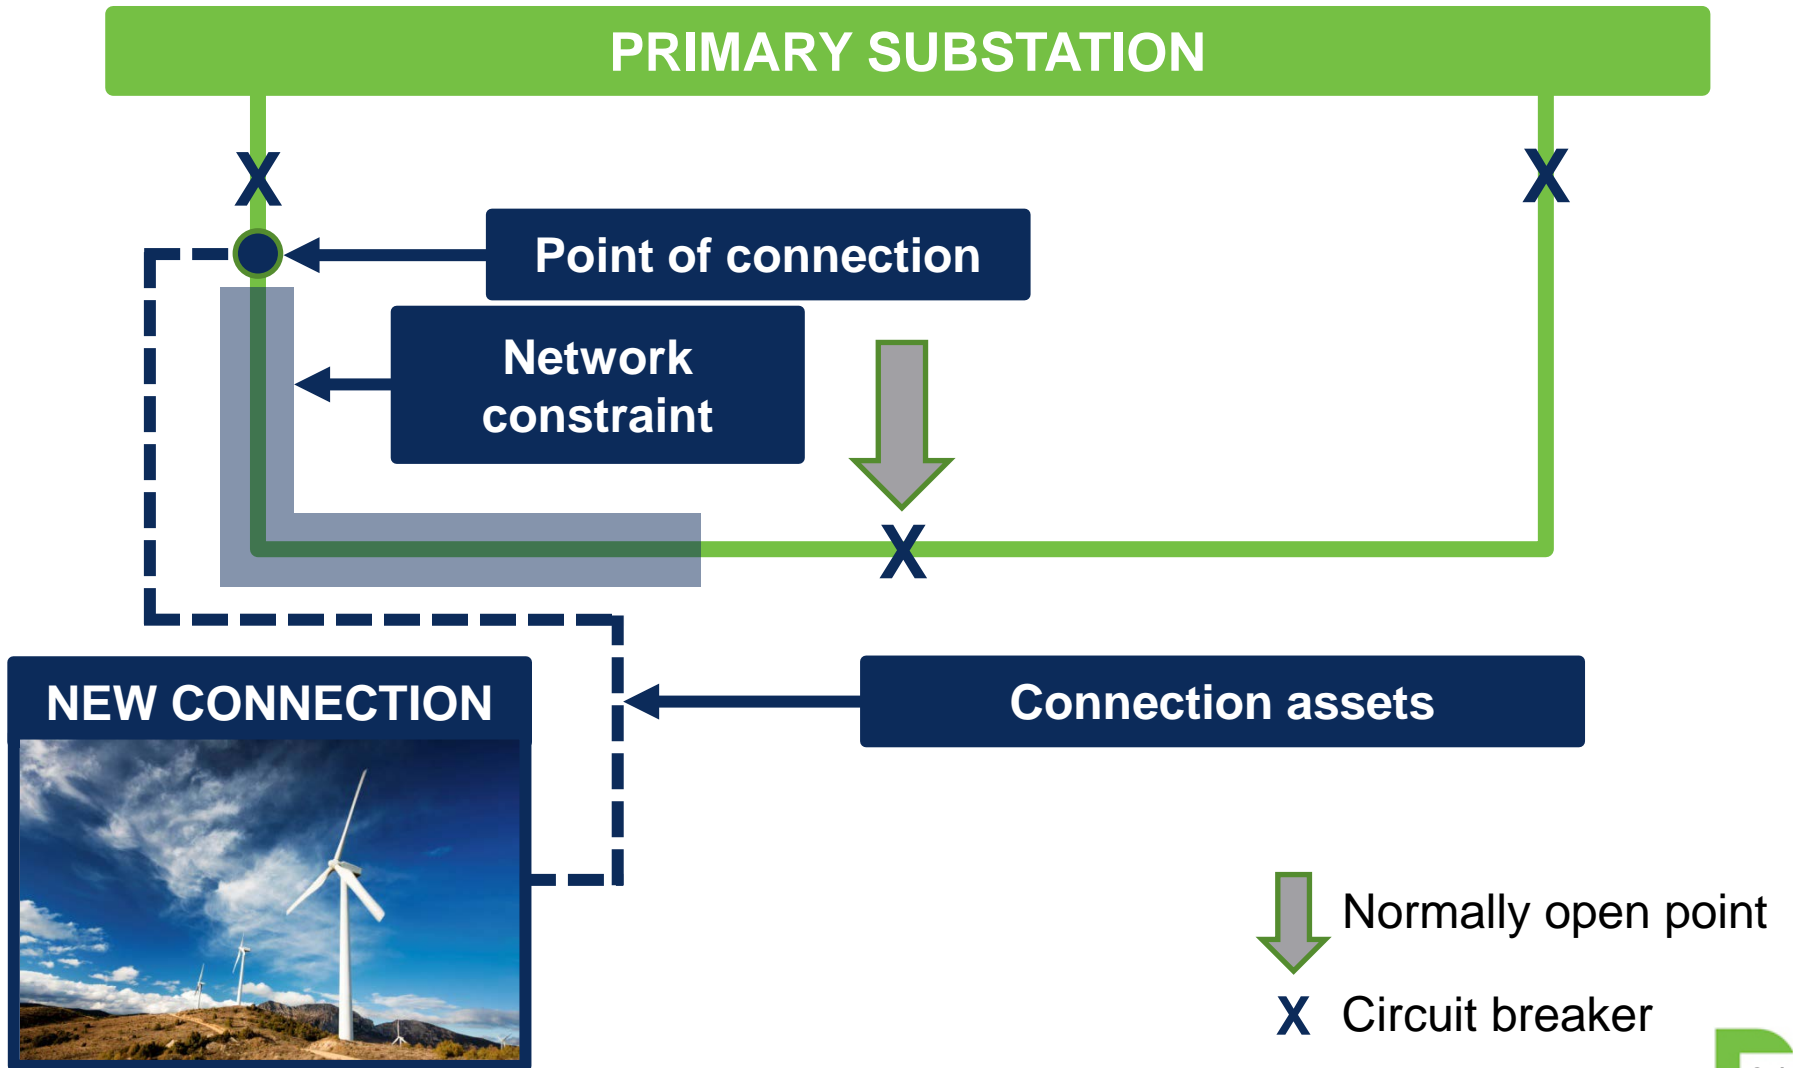 PRIMARY SUBSTATION
X
X
Point of connection
Network
constraint
X
NEW CONNECTION
Connection assets
Normally open point
X Circuit breaker